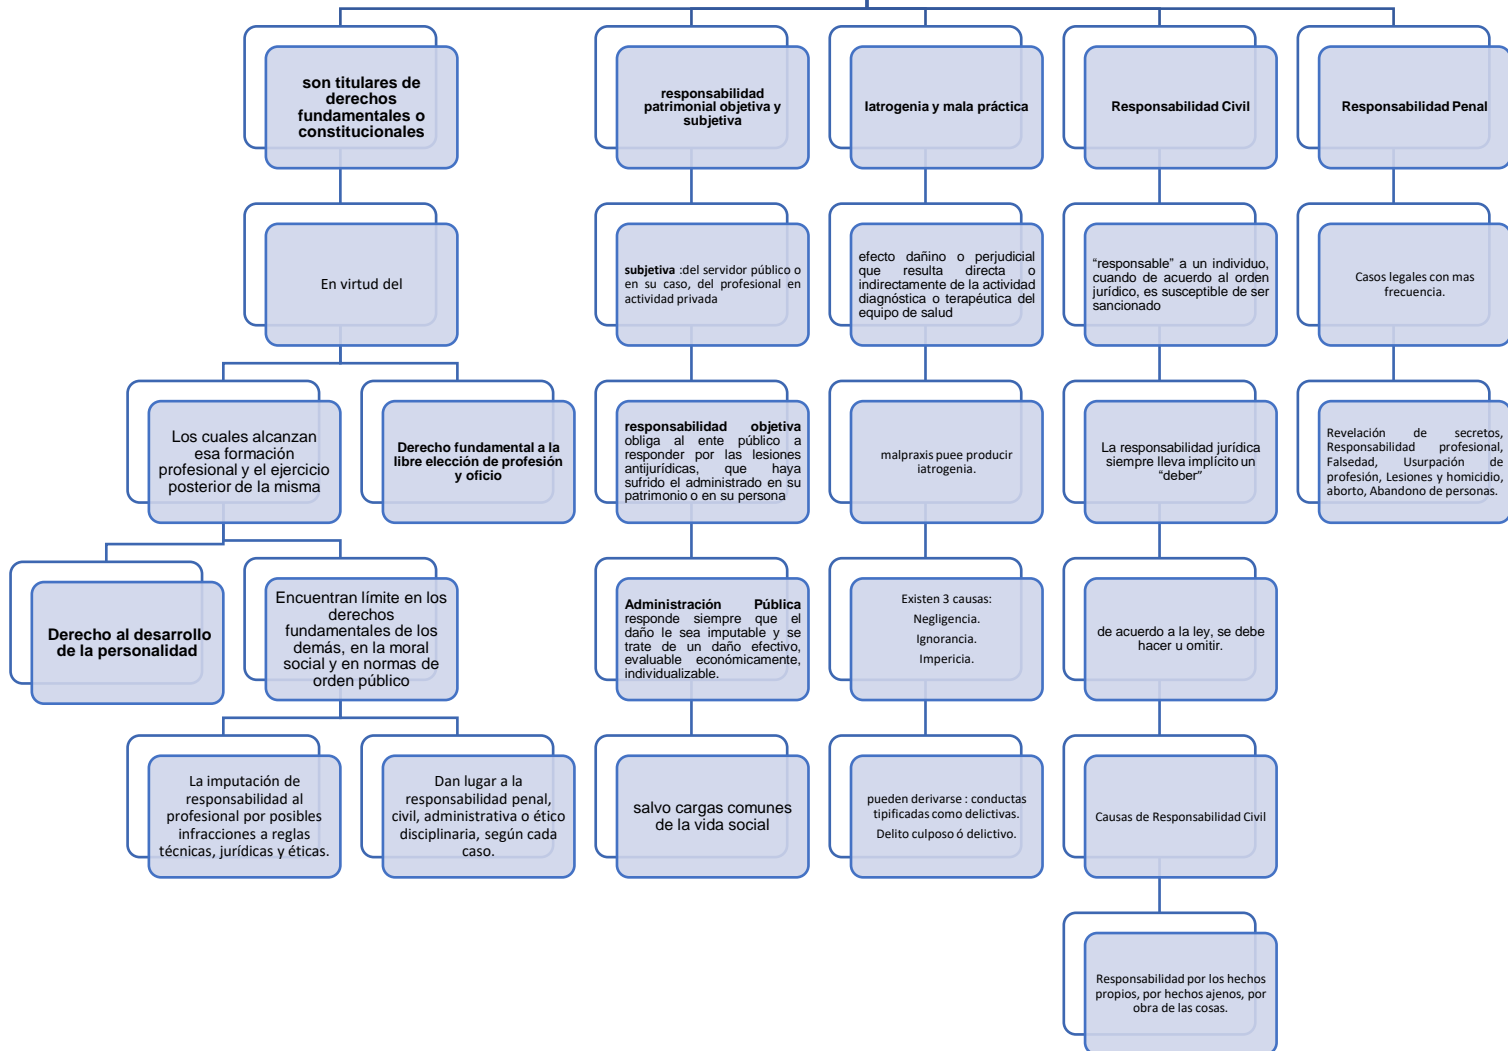 son titulares de
derechos
fundamentales o
constitucionales
responsabilidad
patrimonial objetiva y
subjetiva
Iatrogenia y mala práctica
Responsabilidad Civil
Responsabilidad Penal
En virtud del
subjetiva :del servidor público o
en su caso, del profesional en
actividad privada
efecto dañino o perjudicial
que resulta directa o
indirectamente de la actividad
diagnóstica o terapéutica del
equipo de salud
“responsable” a un individuo,
cuando de acuerdo al orden
jurídico, es susceptible de ser
sancionado
Casos legales con mas
frecuencia.
Los cuales alcanzan
esa formación
profesional y el ejercicio
posterior de la misma
Derecho fundamental a la
libre elección de profesión
y oficio
responsabilidad objetiva
obliga al ente público a
responder por las lesiones
antijurídicas, que haya
sufrido el administrado en su
patrimonio o en su persona
malpraxis puee producir
iatrogenia.
La responsabilidad jurídica
siempre lleva implícito un
“deber”
Revelación de secretos,
Responsabilidad profesional,
Falsedad, Usurpación de
profesión, Lesiones y homicidio,
aborto, Abandono de personas.
Derecho al desarrollo
de la personalidad
Encuentran límite en los
derechos
fundamentales de los
demás, en la moral
social y en normas de
orden público
Administración Pública
responde siempre que el
daño le sea imputable y se
trate de un daño efectivo,
evaluable económicamente,
individualizable.
Existen 3 causas:
Negligencia.
Ignorancia.
Impericia.
de acuerdo a la ley, se debe
hacer u omitir.
La imputación de
responsabilidad al
profesional por posibles
infracciones a reglas
técnicas, jurídicas y éticas.
Dan lugar a la
responsabilidad penal,
civil, administrativa o ético
disciplinaria, según cada
caso.
salvo cargas comunes
de la vida social
pueden derivarse : conductas
tipificadas como delictivas.
Delito culposo ó delictivo.
Causas de Responsabilidad Civil
Responsabilidad por los hechos
propios, por hechos ajenos, por
obra de las cosas.